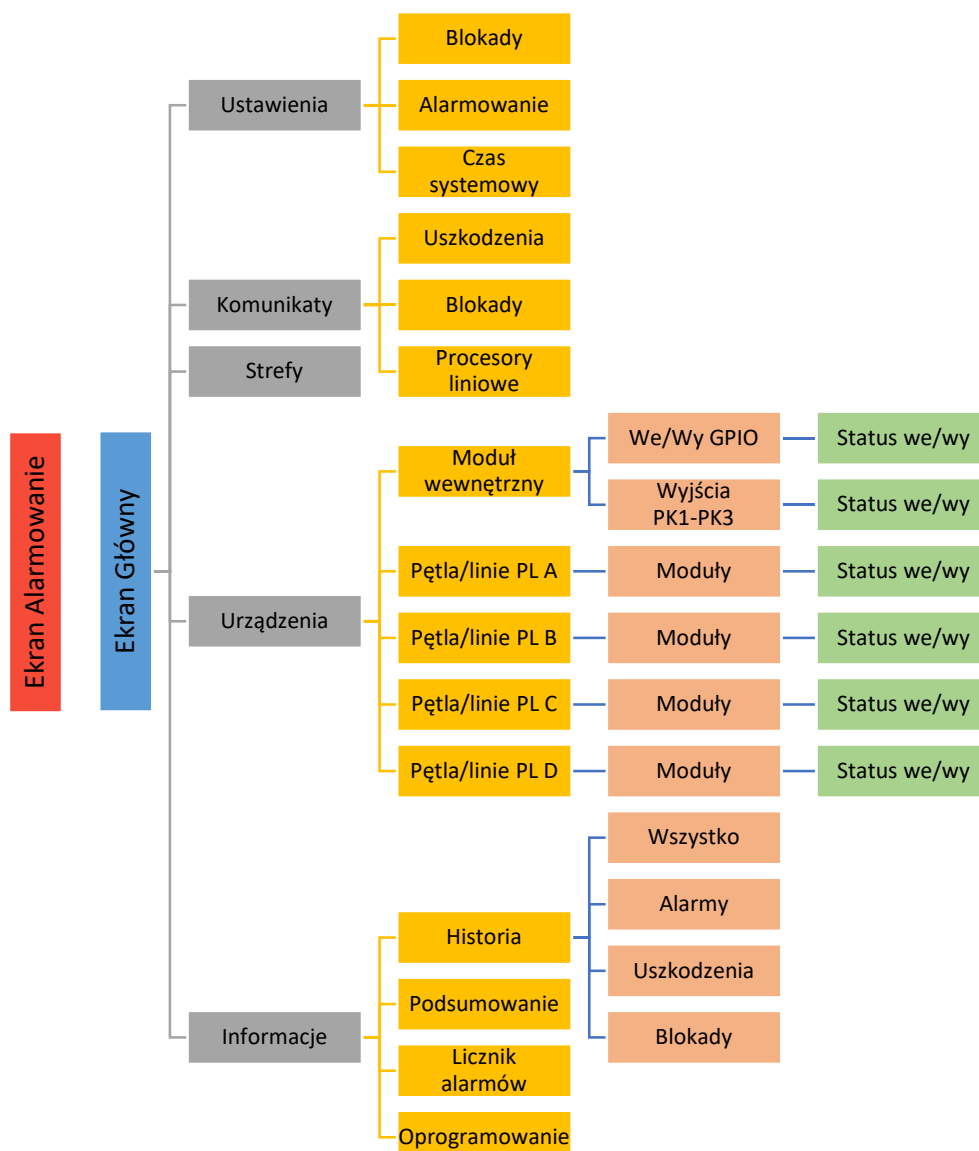 Ekran Alarmowanie
Ekran Główny
Ustawienia
Blokady
Alarmowanie
Czas
systemowy
Komunikaty
Uszkodzenia
Blokady
Procesory
liniowe
Strefy
Urządzenia
Moduł
wewnętrzny
We/Wy GPIO
Status we/wy
Wyjścia
PK1-PK3
Status we/wy
Pętla/linie PL A
Moduły
Status we/wy
Pętla/linie PL B
Moduły
Status we/wy
Pętla/linie PL C
Moduły
Status we/wy
Pętla/linie PL D
Moduły
Status we/wy
Informacje
Historia
Wszystko
Alarmy
Uszkodzenia
Blokady
Podsumowanie
Licznik
alarmów
Oprogramowanie